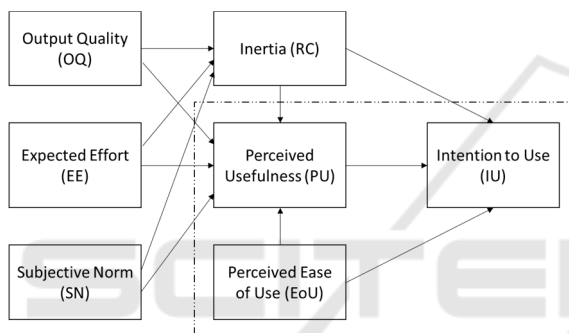 Output Quality
(OQ)
Inertia (RC)
Expected Effort
(EE)
Perceived
Usefulness (PU)
Intention to Use
(IU)
Subjective Norm
(SN)
Perceived Ease
of Use (EoU)
SCITE